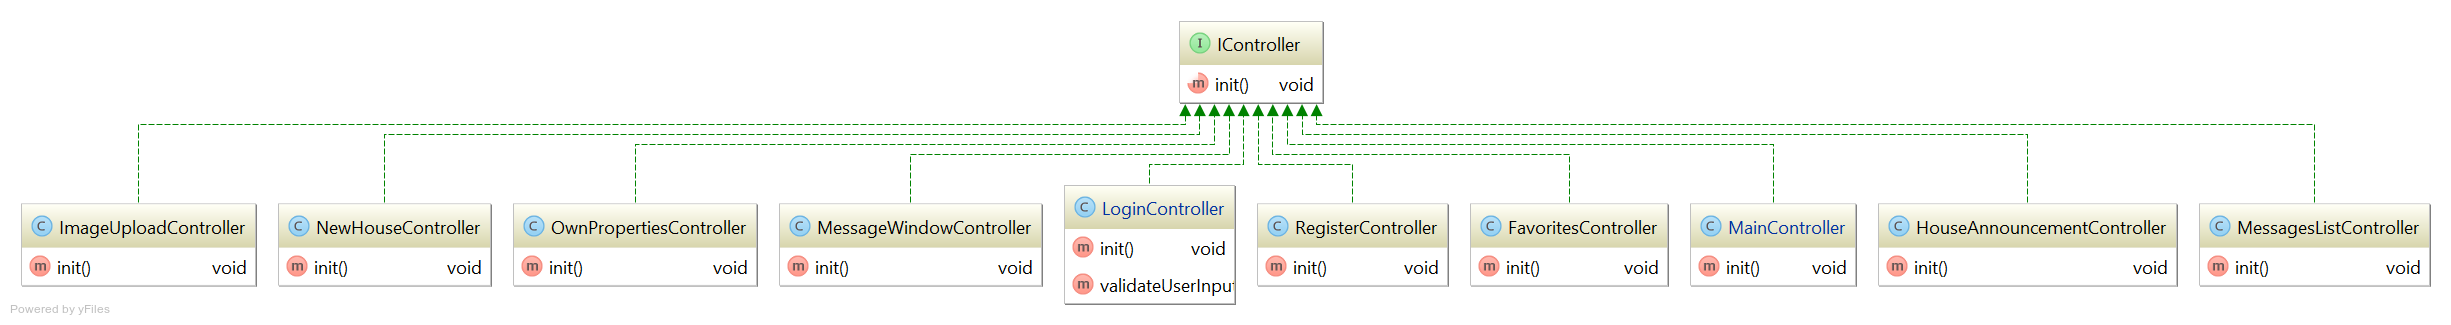 I IController
m init() void
C ImageUploadController
m init() void
C NewHouseController
m init() void
C OwnPropertiesController
m init() void
C MessageWindowController
m init() void
C LoginController
m init() void
m validateUserInpu
C RegisterController
m init() void
C FavoritesController
m init() void
C MainController
m init() void
C HouseAnnouncementController
m init() void
C MessagesListController
m init() void
Powered by yFiles